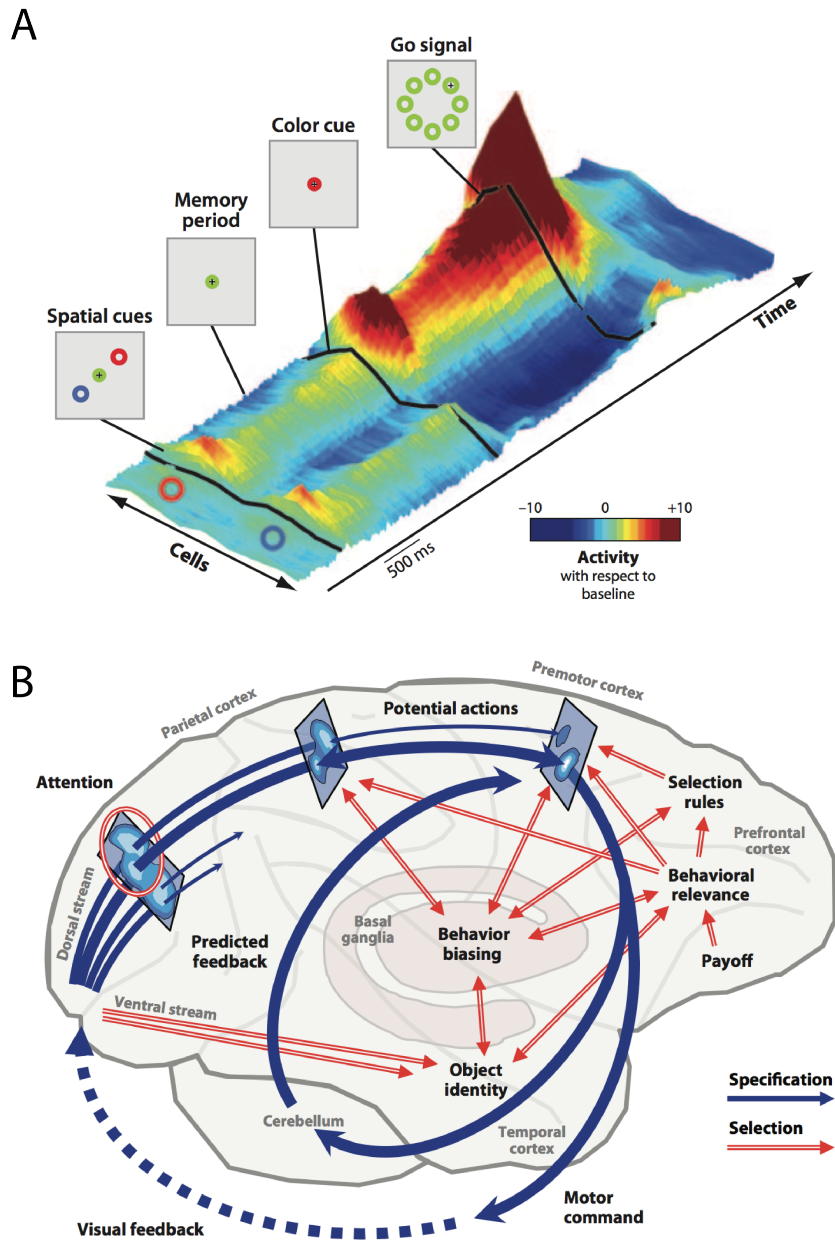 A
Go signal
Color cue
Memory
period
Spatial cues
Time
Cells
500 ms
–10 0 +10
Activity
with respect to
baseline
B
Premotor cortex
Parietal cortex
Potential actions
Attention
Selection
rules
Prefrontal
cortex
Behavioral
relevance
Dorsal stream
Basal
ganglia
Behavior
biasing
Predicted
feedback
Payoff
Ventral stream
Object
identity
Specification
Cerebellum
Selection
Temporal
cortex
Motor
command
Visual feedback